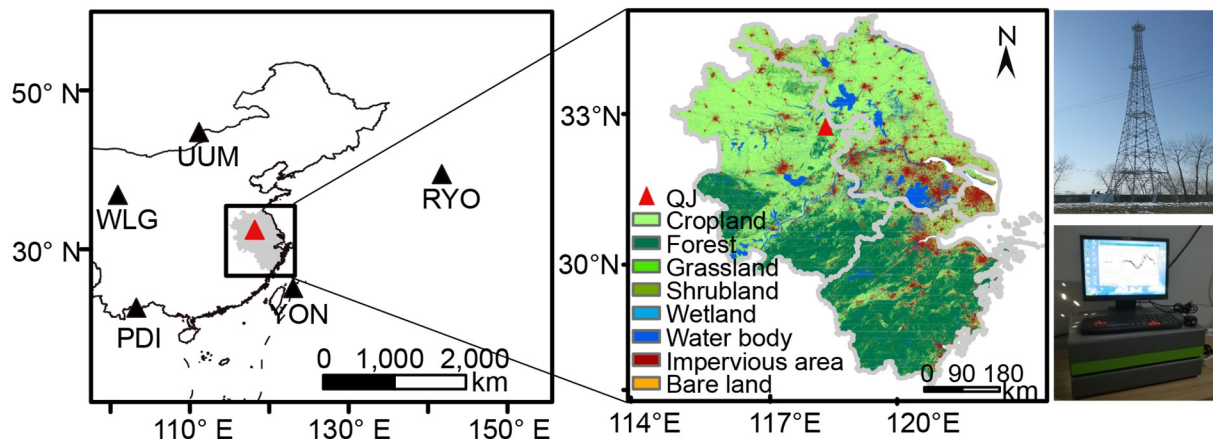 50° N
30° N
110° E
130° E
150° E
UUM
WLG
RYO
PDI
YON
0 1,000 2,000
km
N
33° N
30° N
114° E
117° E
120° E
QJ
Cropland
Forest
Grassland
Shrubland
Wetland
Water body
Impervious area
Bare land
0 90 180
km